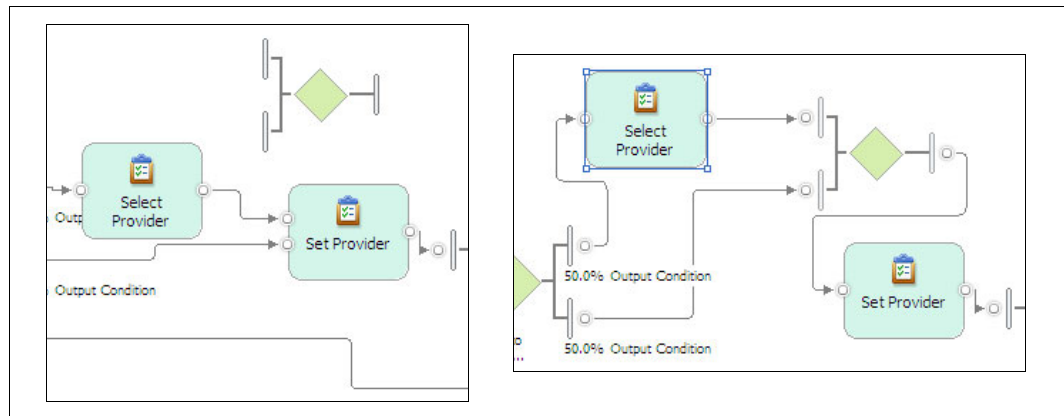 Select
Provider
Outp
Set Provider
Output Condition
Select
Provider
50.0% Output Condition
Set Provider
50.0% Output Condition